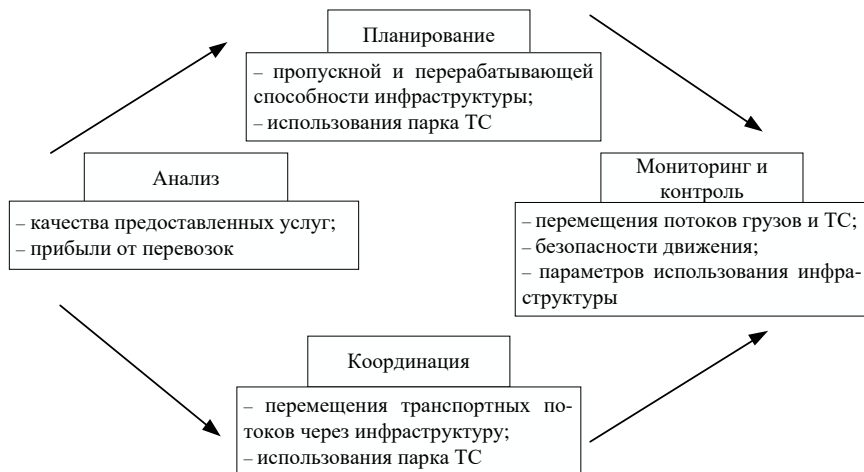 Планирование
– пропускной и перерабатывающей
способности инфраструктуры;
– использования парка ТС
Анализ
– качества предоставленных услуг;
– прибыли от перевозок
Мониторинг и
контроль
– перемещения потоков грузов и ТС;
– безопасности движения;
– параметров использования инфра-
структуры
Координация
– перемещения транспортных по-
токов через инфраструктуру;
– использования парка ТС